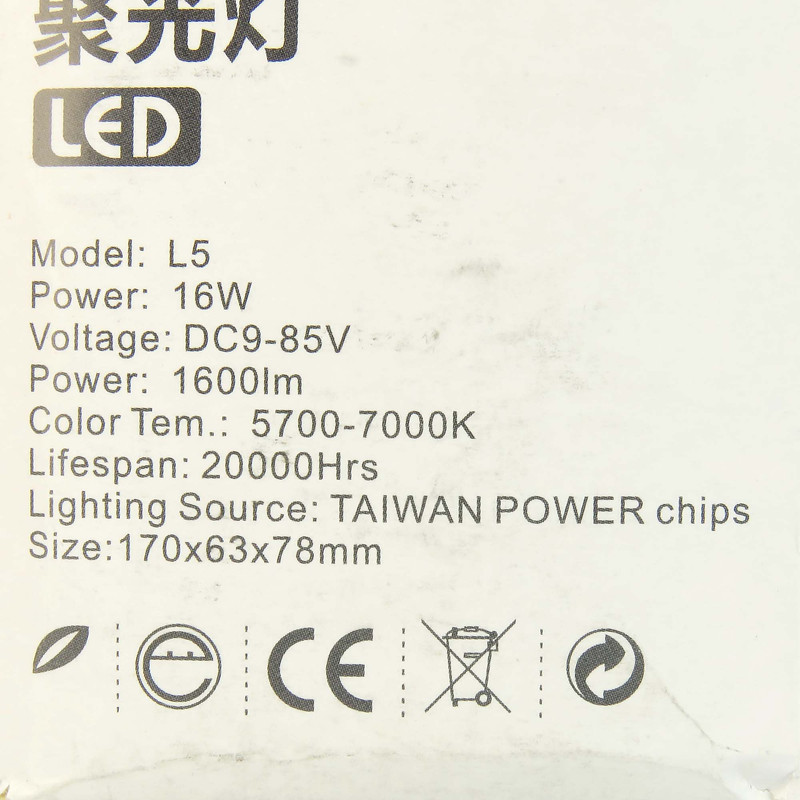 聚光灯
LED
Model: L5
Power: 16W
Voltage: DC9-85V
Power: 1600lm
Color Tem.: 5700-7000K
Lifespan: 20000Hrs
Lighting Source: TAIWAN POWER chips
Size:170x63x78mm
CE